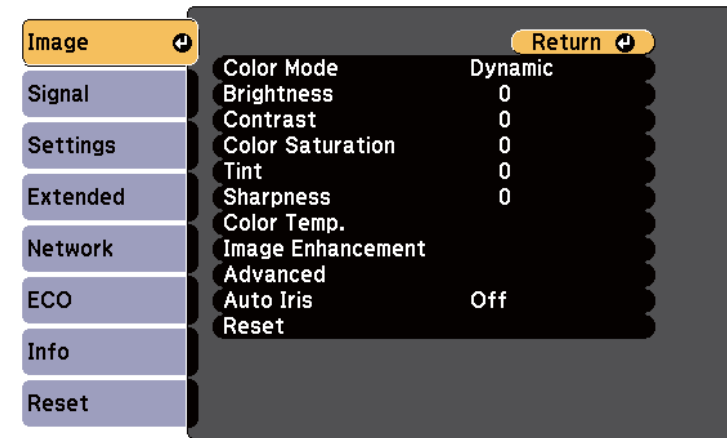 Image
Signal
Settings
Extended
Network
ECO
Info
Reset
Return
Color Mode Dynamic
Brightness 0
Contrast 0
Color Saturation 0
Tint 0
Sharpness 0
Color Temp.
Image Enhancement
Advanced
Auto Iris Off
Reset